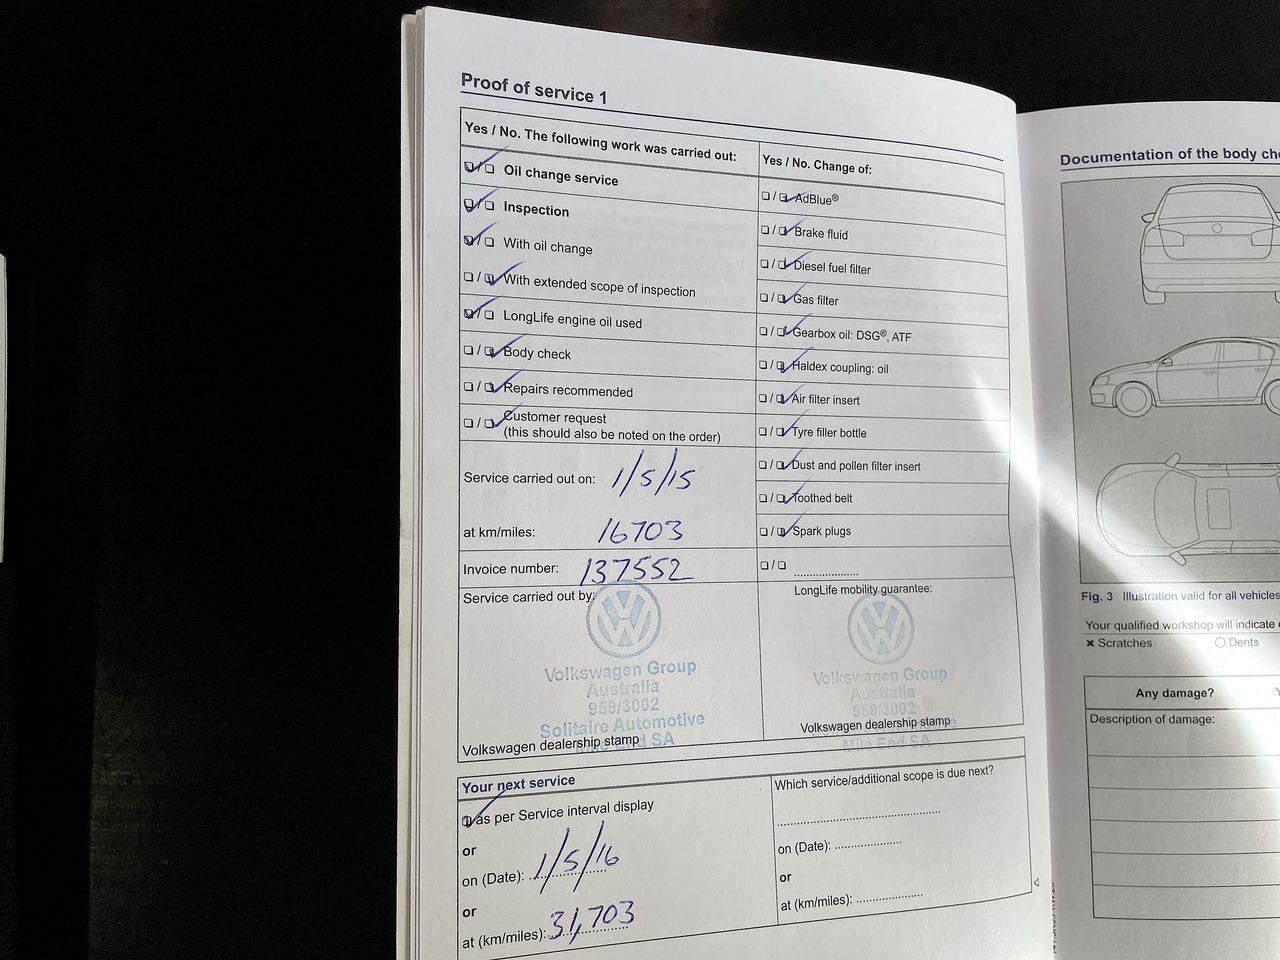 Proof of service 1
Yes / No. The following work was carried out:
❏/❏ Oil change service
❏/❏ Inspection
❏/❏ With oil change
❏/❏ With extended scope of inspection
❏/❏ LongLife engine oil used
❏/❏ Body check
❏/❏ Repairs recommended
❏/❏ Customer request
(this should also be noted on the order)
Service carried out on: 1/5/15
at km/miles: 16703
Invoice number: 137552
Service carried out by:
Volkswagen Group
Australia
959/3002
Solitaire Automotive
Mile End SA
Volkswagen dealership stamp
Yes / No. Change of:
❏/❏ AdBlue®
❏/❏ Brake fluid
❏/❏ Diesel fuel filter
❏/❏ Gas filter
❏/❏ Gearbox oil: DSG®, ATF
❏/❏ Haldex coupling: oil
❏/❏ Air filter insert
❏/❏ Tyre filler bottle
❏/❏ Dust and pollen filter insert
❏/❏ Toothed belt
❏/❏ Spark plugs
❏/❏ ....................
LongLife mobility guarantee:
Volkswagen Group
Australia
959/3002
Volkswagen dealership stamp
Mile End SA
Your next service
❏ as per Service interval display
or
on (Date): 1/5/16
or
at (km/miles): 31,703
Which service/additional scope is due next?
on (Date): ....................
or
at (km/miles): ....................
Documentation of the body
Fig. 3 Illustration valid for all vehicles
Your qualified workshop will indicate
× Scratches ○ Dents
Any damage?
Description of damage: